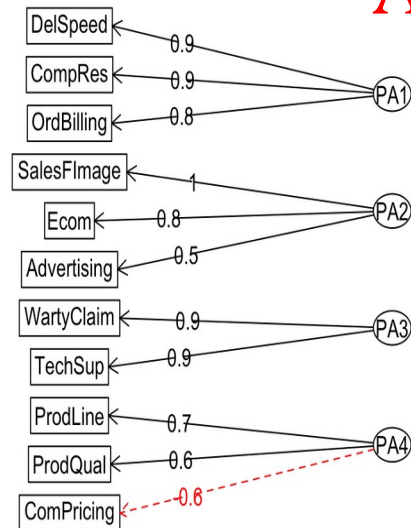 DelSpeed
0.9
CompRes
0.9
PA1
OrdBilling
0.8
SalesFImage
1
PA2
Ecom
0.8
Advertising
0.5
WartyClaim
0.9
PA3
TechSup
0.9
ProdLine
0.7
PA4
ProdQual
0.6
ComPricing
-0.6